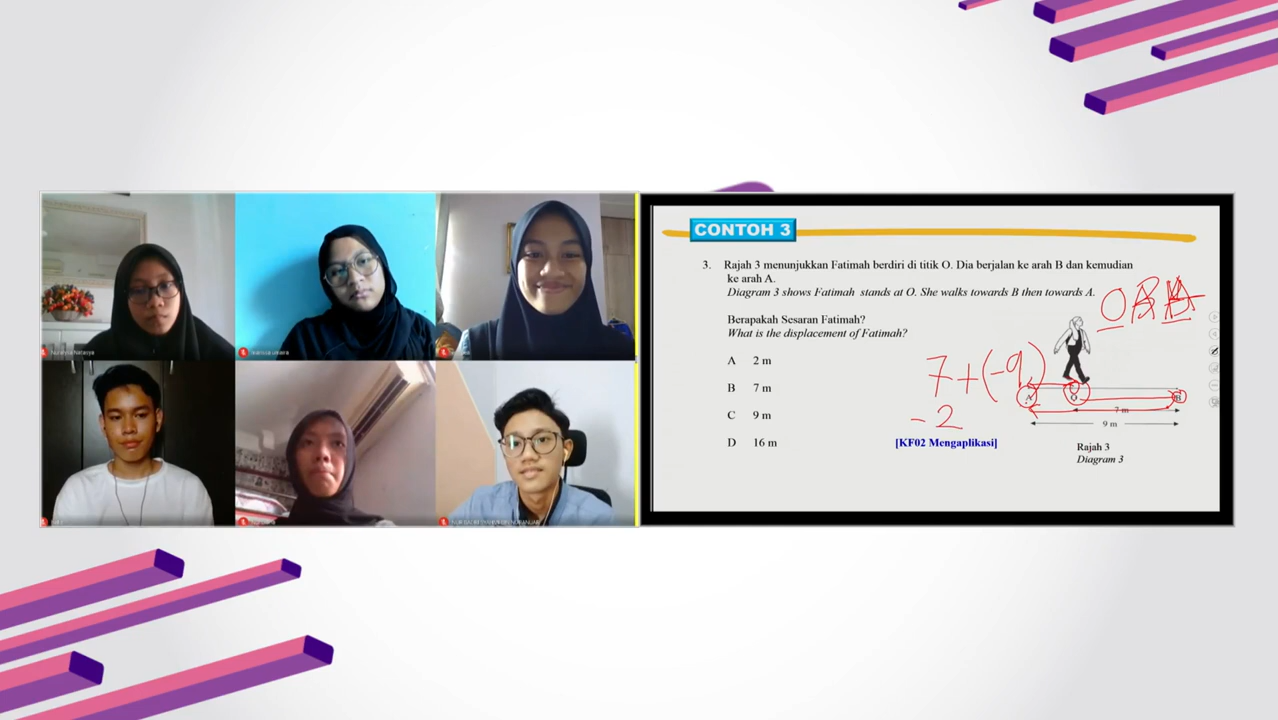 CONTOH 3
3. Rajah 3 menunjukkan Fatimah berdiri di titik O. Dia berjalan ke arah B dan kemudian
ke arah A.
Diagram 3 shows Fatimah stands at O. She walks towards B then towards A.
O B A
Berapakah Sesaran Fatimah?
What is the displacement of Fatimah?
A 2 m
B 7 m
C 9 m
D 16 m
7 + (-9)
-2
A O B
7 m
9 m
[KF02 Mengaplikasi]
Rajah 3
Diagram 3